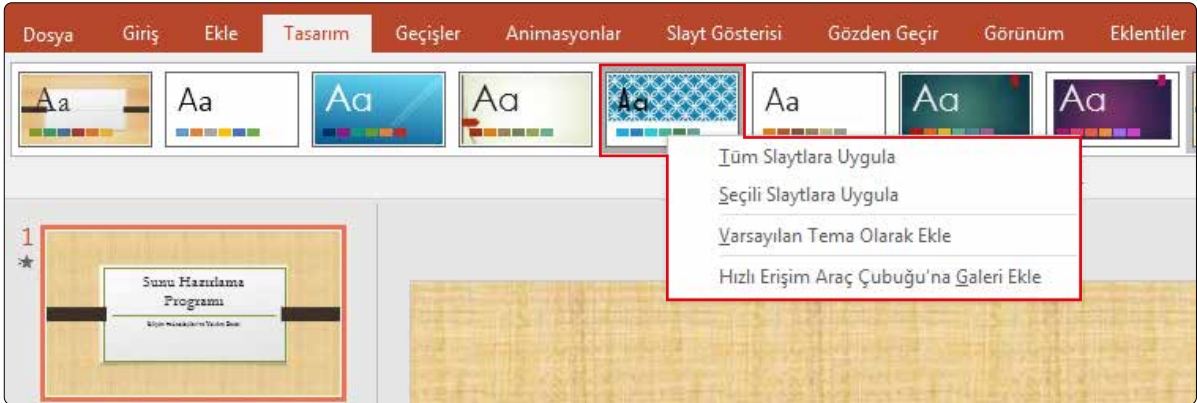 Dosya Giriş Ekle Tasarım Geçişler Animasyonlar Slayt Gösterisi Gözden Geçir Görünüm Eklentiler
Aa Aa Aa Aa Aa Aa Aa Aa
Tüm Slaytlara Uygula
Seçili Slaytlara Uygula
Varsayılan Tema Olarak Ekle
Hızlı Erişim Araç Çubuğu'na Galeri Ekle
1
Sunu Hazırlama
Programı